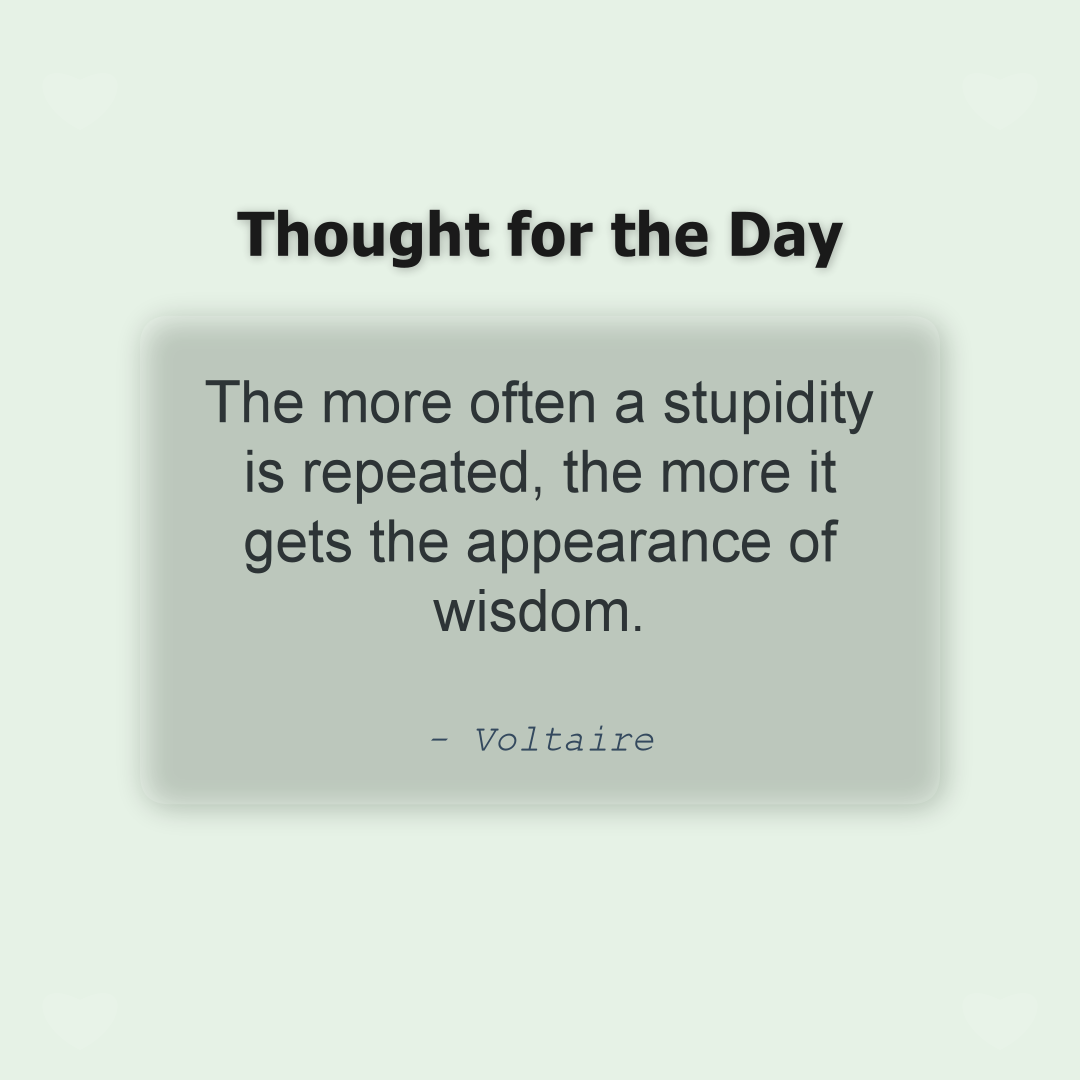 Thought for the Day
The more often a stupidity
is repeated, the more it
gets the appearance of
wisdom.
- Voltaire